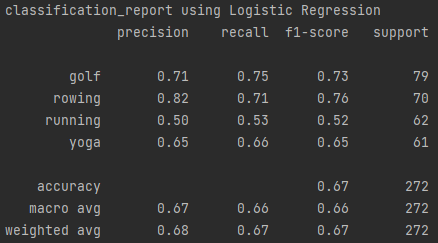 classification_report using Logistic Regression
precision recall f1-score support
golf 0.71 0.75 0.73 79
rowing 0.82 0.71 0.76 70
running 0.50 0.53 0.52 62
yoga 0.65 0.66 0.65 61
accuracy 0.67 272
macro avg 0.67 0.66 0.66 272
weighted avg 0.68 0.67 0.67 272